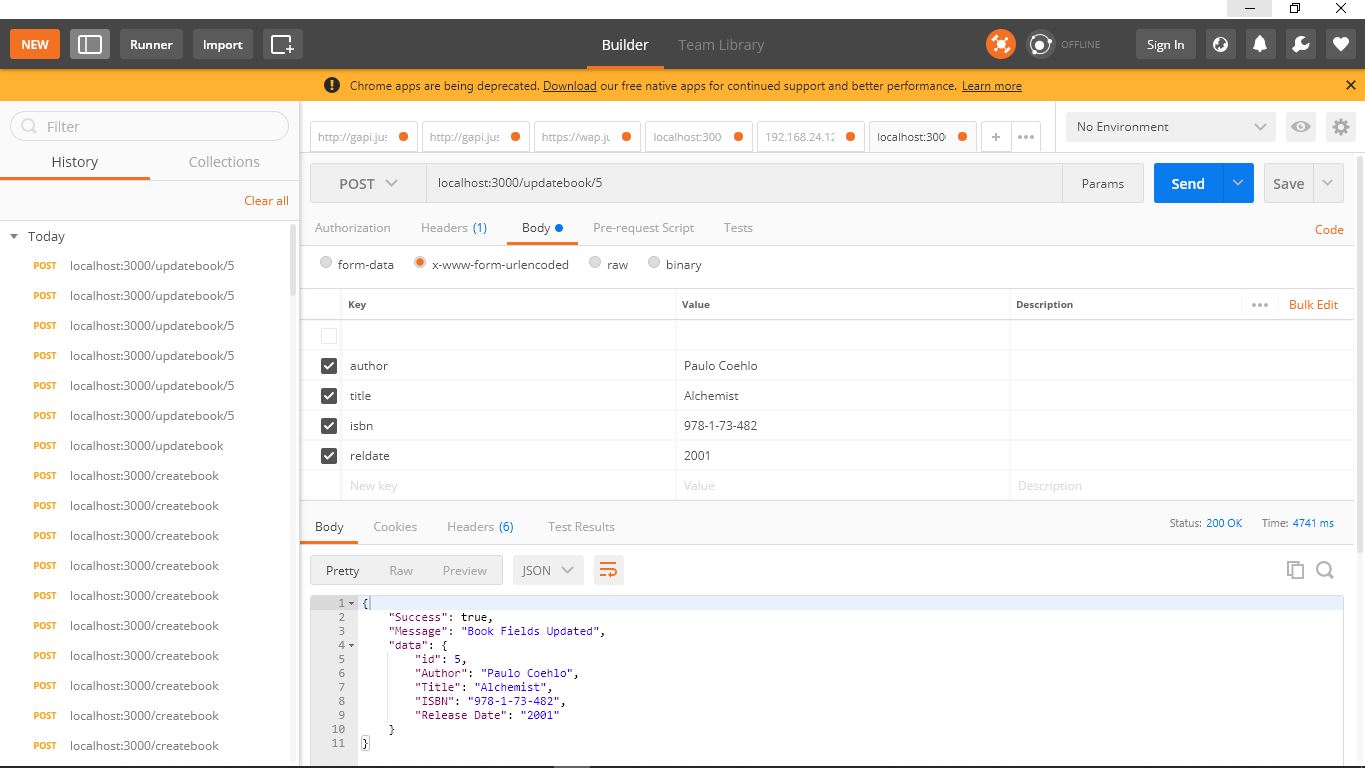 NEW Runner Import Builder Team Library OFFLINE Sign In
! Chrome apps are being deprecated. Download our free native apps for continued support and better performance. Learn more
Filter
History Collections
Clear all
Today
POST localhost:3000/updatebook/5
POST localhost:3000/updatebook/5
POST localhost:3000/updatebook/5
POST localhost:3000/updatebook/5
POST localhost:3000/updatebook/5
POST localhost:3000/updatebook/5
POST localhost:3000/updatebook
POST localhost:3000/createbook
POST localhost:3000/createbook
POST localhost:3000/createbook
POST localhost:3000/createbook
POST localhost:3000/createbook
POST localhost:3000/createbook
POST localhost:3000/createbook
POST localhost:3000/createbook
POST localhost:3000/createbook
POST localhost:3000/createbook
http://gapi.jus http://gapi.jus https://wap.ju localhost:300 192.168.24.12 localhost:300 + ••• No Environment
POST localhost:3000/updatebook/5 Params Send Save
Authorization Headers (1) Body Pre-request Script Tests Code
form-data x-www-form-urlencoded raw binary
Key Value Description ••• Bulk Edit
author Paulo Coehlo
title Alchemist
isbn 978-1-73-482
reldate 2001
New key Value Description
Body Cookies Headers (6) Test Results Status: 200 OK Time: 4741 ms
Pretty Raw Preview JSON
1 {
2 "Success": true,
3 "Message": "Book Fields Updated",
4 "data": {
5 "id": 5,
6 "Author": "Paulo Coehlo",
7 "Title": "Alchemist",
8 "ISBN": "978-1-73-482",
9 "Release Date": "2001"
10 }
11 }